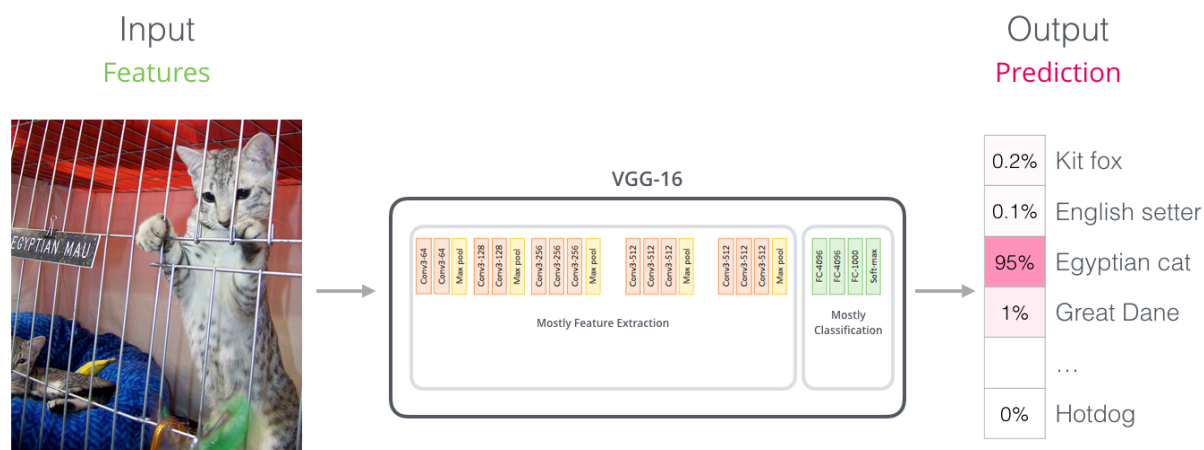 Input
Features
EGYPTIAN MAU
VGG-16
Conv3-64
Conv3-64
Max pool
Conv3-128
Conv3-128
Max pool
Conv3-256
Conv3-256
Conv3-256
Max pool
Conv3-512
Conv3-512
Conv3-512
Max pool
Conv3-512
Conv3-512
Conv3-512
Max pool
Mostly Feature Extraction
FC-4096
FC-4096
FC-1000
Soft-max
Mostly
Classification
Output
Prediction
0.2% Kit fox
0.1% English setter
95% Egyptian cat
1% Great Dane
…
0% Hotdog